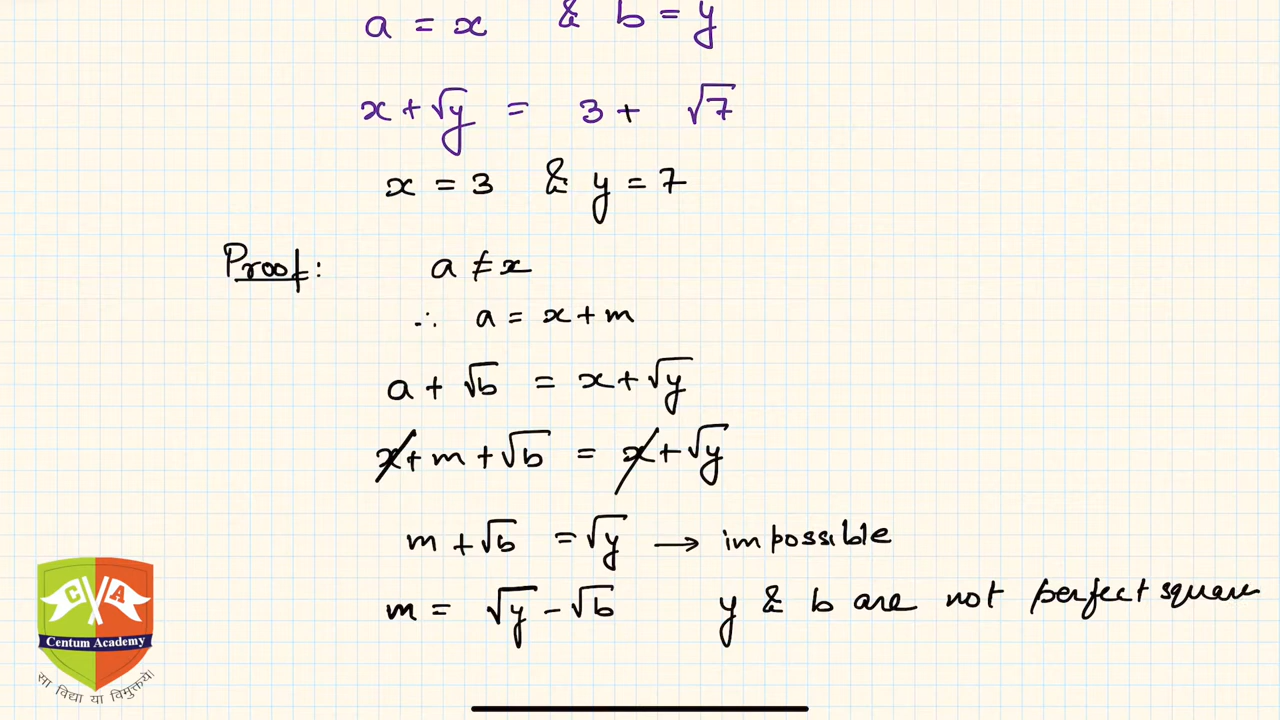 a = x & b = y
x + √y = 3 + √7
x = 3 & y = 7
Proof: a ≠ x
∴ a = x + m
a + √b = x + √y
x + m + √b = x + √y
m + √b = √y → impossible
m = √y - √b y & b are not perfect square
C A
Centum Academy
सा विद्या या विमुक्तये।